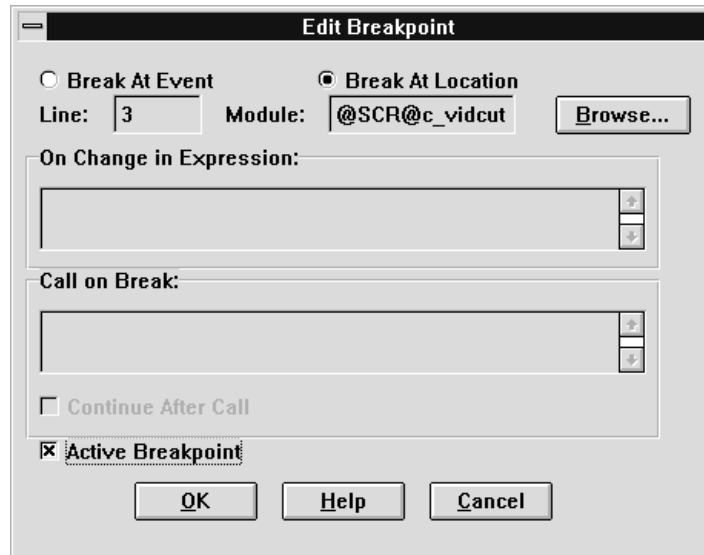 Edit Breakpoint
Break At Event Break At Location
Line: 3 Module: @SCR@c_vidcut Browse...
On Change in Expression:
Call on Break:
Continue After Call
Active Breakpoint
OK Help Cancel